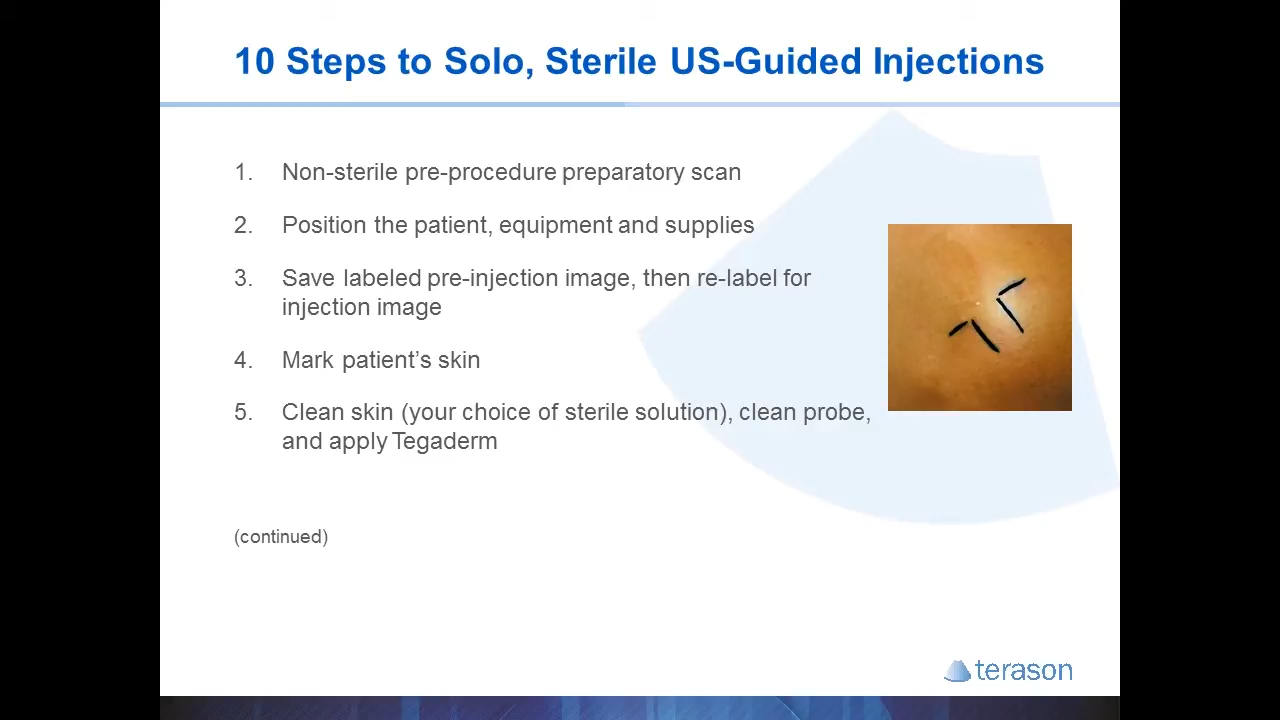 10 Steps to Solo, Sterile US-Guided Injections
1. Non-sterile pre-procedure preparatory scan
2. Position the patient, equipment and supplies
3. Save labeled pre-injection image, then re-label for
injection image
4. Mark patient’s skin
5. Clean skin (your choice of sterile solution), clean probe,
and apply Tegaderm
(continued)
terason